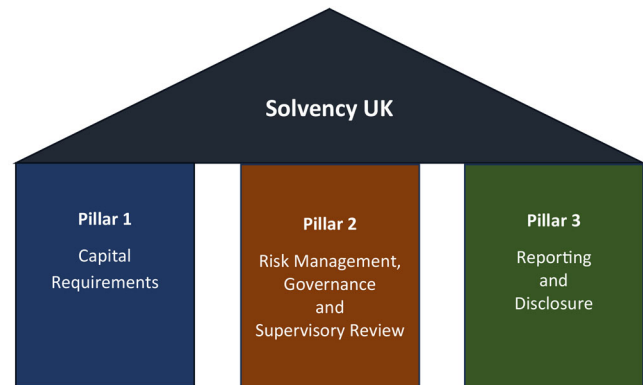 Solvency UK
Pillar 1
Capital
Requirements
Pillar 2
Risk Management,
Governance
and
Supervisory Review
Pillar 3
Reporting
and
Disclosure